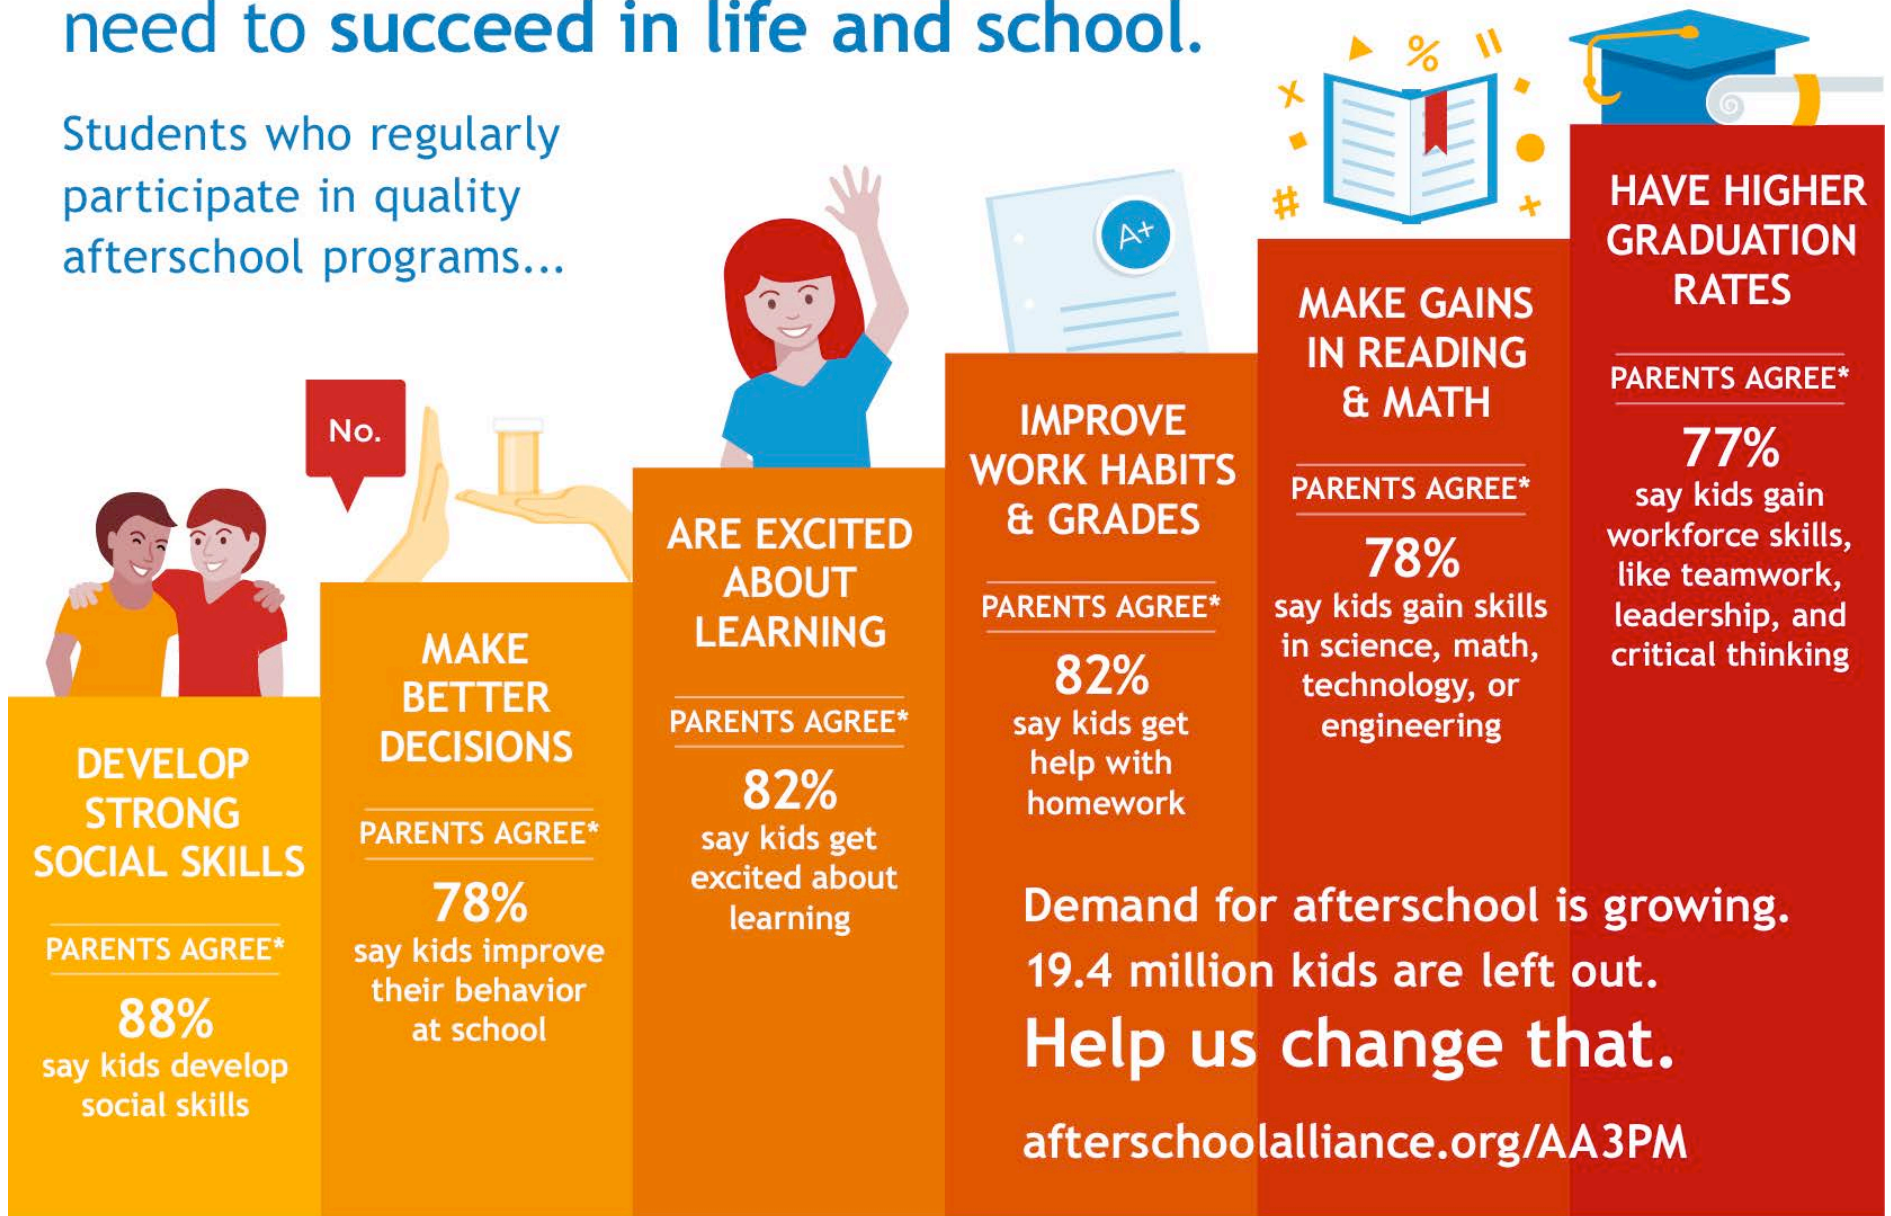 need to succeed in life and school.
Students who regularly
participate in quality
afterschool programs...
No.
A+
%
#
DEVELOP
STRONG
SOCIAL SKILLS
PARENTS AGREE*
88%
say kids develop
social skills
MAKE
BETTER
DECISIONS
PARENTS AGREE*
78%
say kids improve
their behavior
at school
ARE EXCITED
ABOUT
LEARNING
PARENTS AGREE*
82%
say kids get
excited about
learning
IMPROVE
WORK HABITS
& GRADES
PARENTS AGREE*
82%
say kids get
help with
homework
MAKE GAINS
IN READING
& MATH
PARENTS AGREE*
78%
say kids gain skills
in science, math,
technology, or
engineering
HAVE HIGHER
GRADUATION
RATES
PARENTS AGREE*
77%
say kids gain
workforce skills,
like teamwork,
leadership, and
critical thinking
Demand for afterschool is growing.
19.4 million kids are left out.
Help us change that.
afterschoolalliance.org/AA3PM